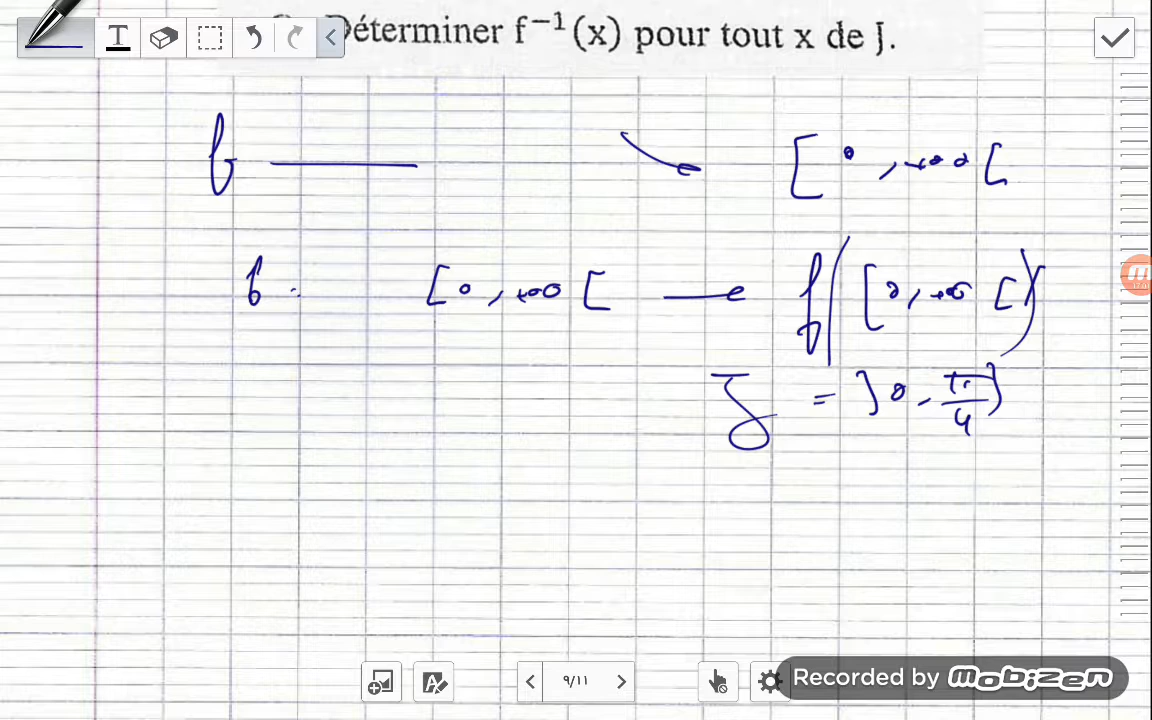 Déterminer f⁻¹(x) pour tout x de J.
f [0, +∞[
f: [0, +∞[ → f([0, +∞[)
J = ]0, π/4]
9/11
Recorded by mobizen